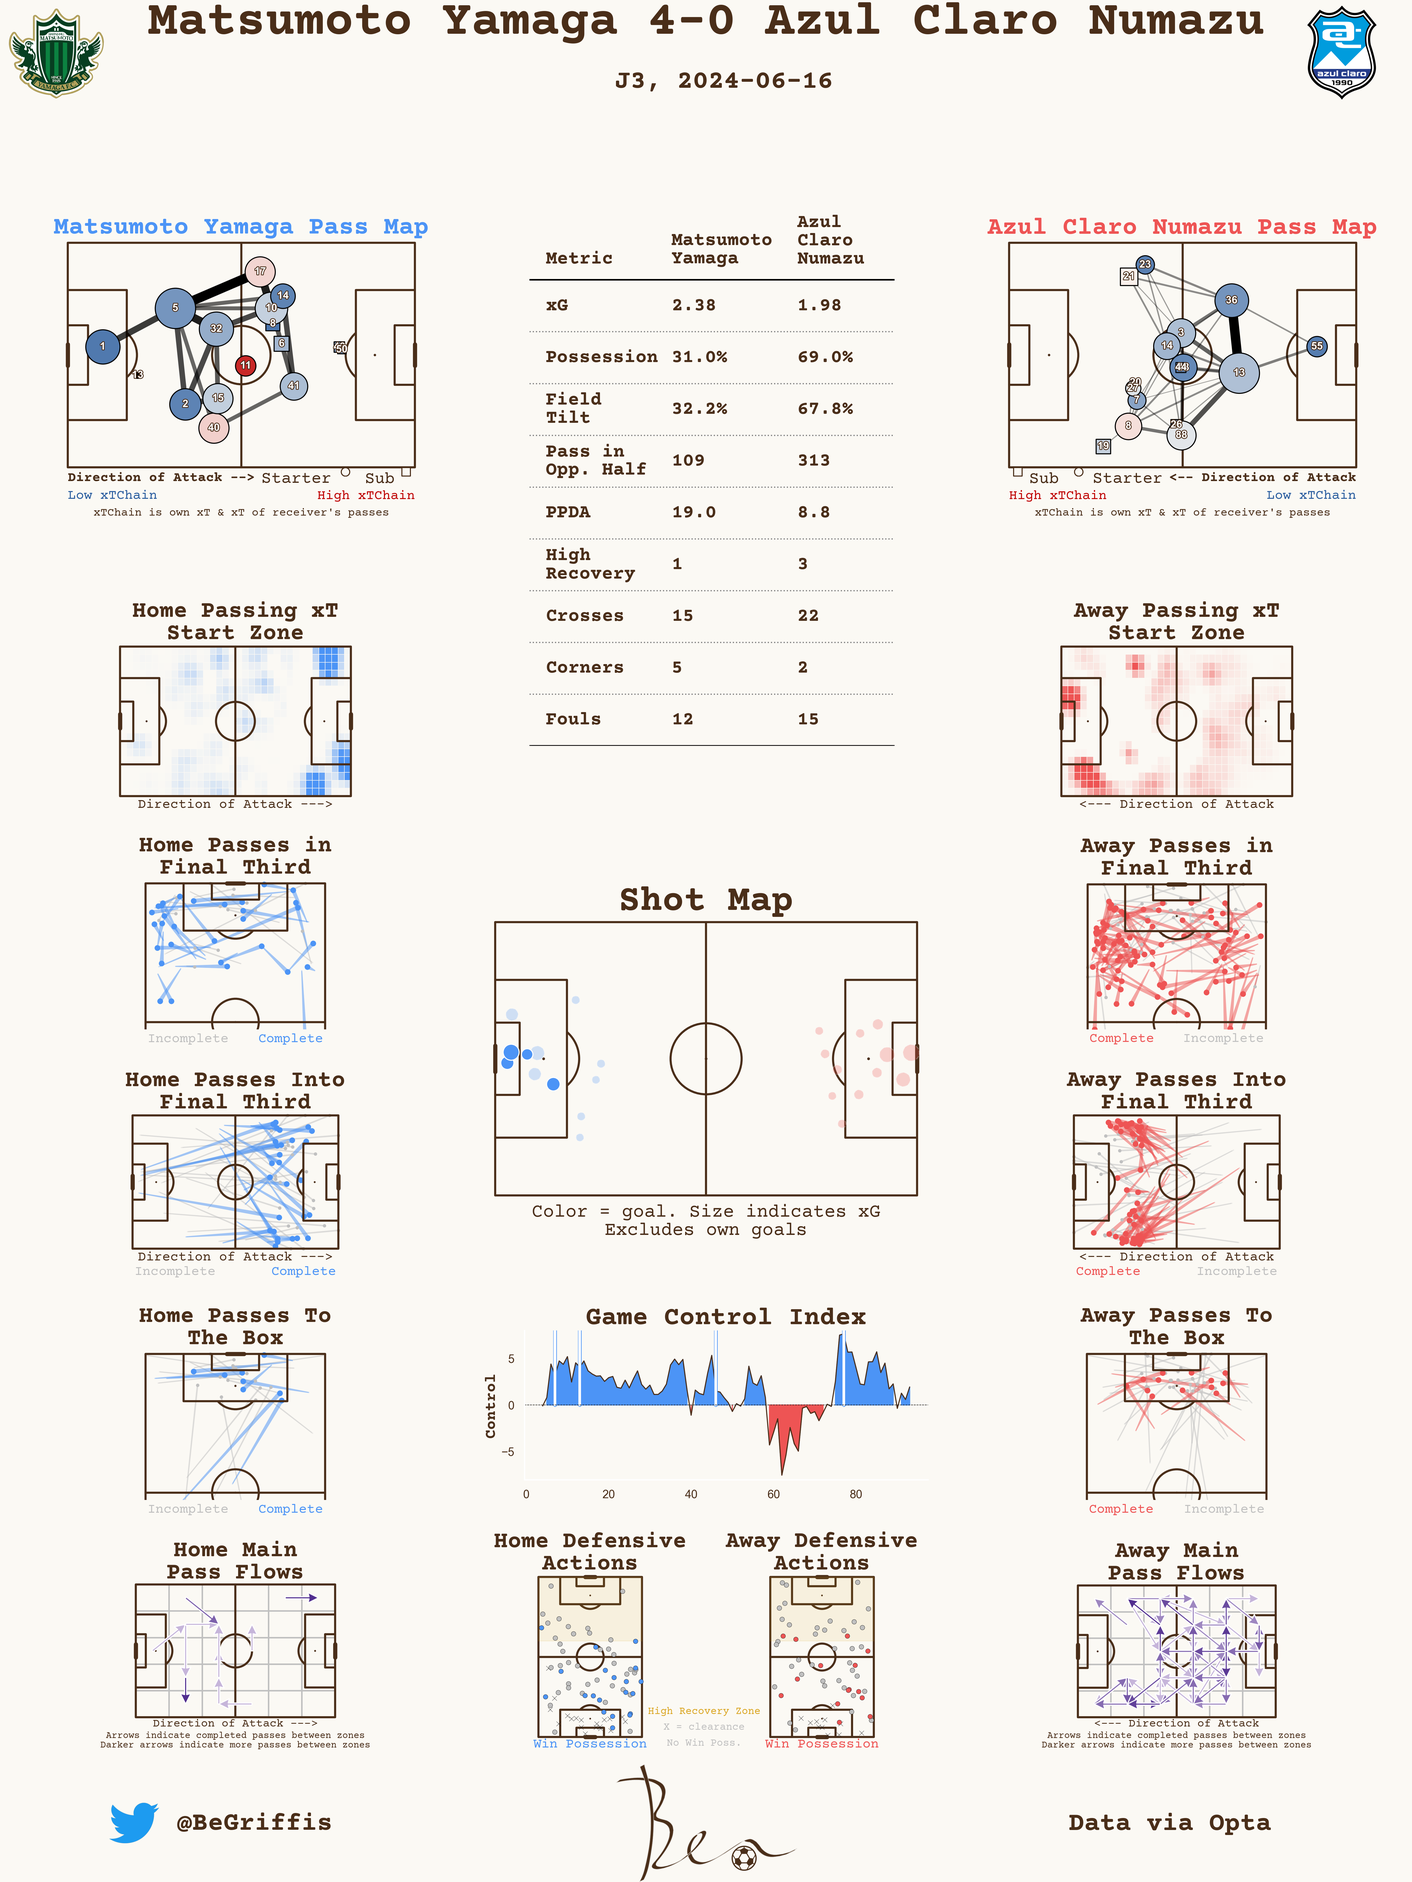 Matsumoto Yamaga 4-0 Azul Claro Numazu
J3, 2024-06-16
MATSUMOTO
YAMAGA F.C.
azul claro
1990
Matsumoto Yamaga Pass Map
1
5
17
10
14
8
32
6
11
41
2
15
40
13
50
Direction of Attack --> Starter Sub
Low xTChain High xTChain
xTChain is own xT & xT of receiver's passes
Metric Matsumoto Yamaga Azul Claro Numazu
xG 2.38 1.98
Possession 31.0% 69.0%
Field Tilt 32.2% 67.8%
Pass in Opp. Half 109 313
PPDA 19.0 8.8
High Recovery 1 3
Crosses 15 22
Corners 5 2
Fouls 12 15
Azul Claro Numazu Pass Map
23
21
36
3
14
55
13
20
27
7
8
26
88
19
Sub Starter <-- Direction of Attack
High xTChain Low xTChain
xTChain is own xT & xT of receiver's passes
Home Passing xT
Start Zone
Direction of Attack --->
Away Passing xT
Start Zone
<--- Direction of Attack
Home Passes in
Final Third
Incomplete Complete
Away Passes in
Final Third
Complete Incomplete
Shot Map
Color = goal. Size indicates xG
Excludes own goals
Home Passes Into
Final Third
Direction of Attack --->
Incomplete Complete
Away Passes Into
Final Third
<--- Direction of Attack
Complete Incomplete
Home Passes To
The Box
Incomplete Complete
Game Control Index
Control
5
0
−5
0 20 40 60 80
Away Passes To
The Box
Complete Incomplete
Home Main
Pass Flows
Direction of Attack --->
Arrows indicate completed passes between zones
Darker arrows indicate more passes between zones
Home Defensive
Actions
Win Possession
Away Defensive
Actions
Win Possession
High Recovery Zone
X = clearance
No Win Poss.
Away Main
Pass Flows
<--- Direction of Attack
Arrows indicate completed passes between zones
Darker arrows indicate more passes between zones
@BeGriffis
Ben
Data via Opta